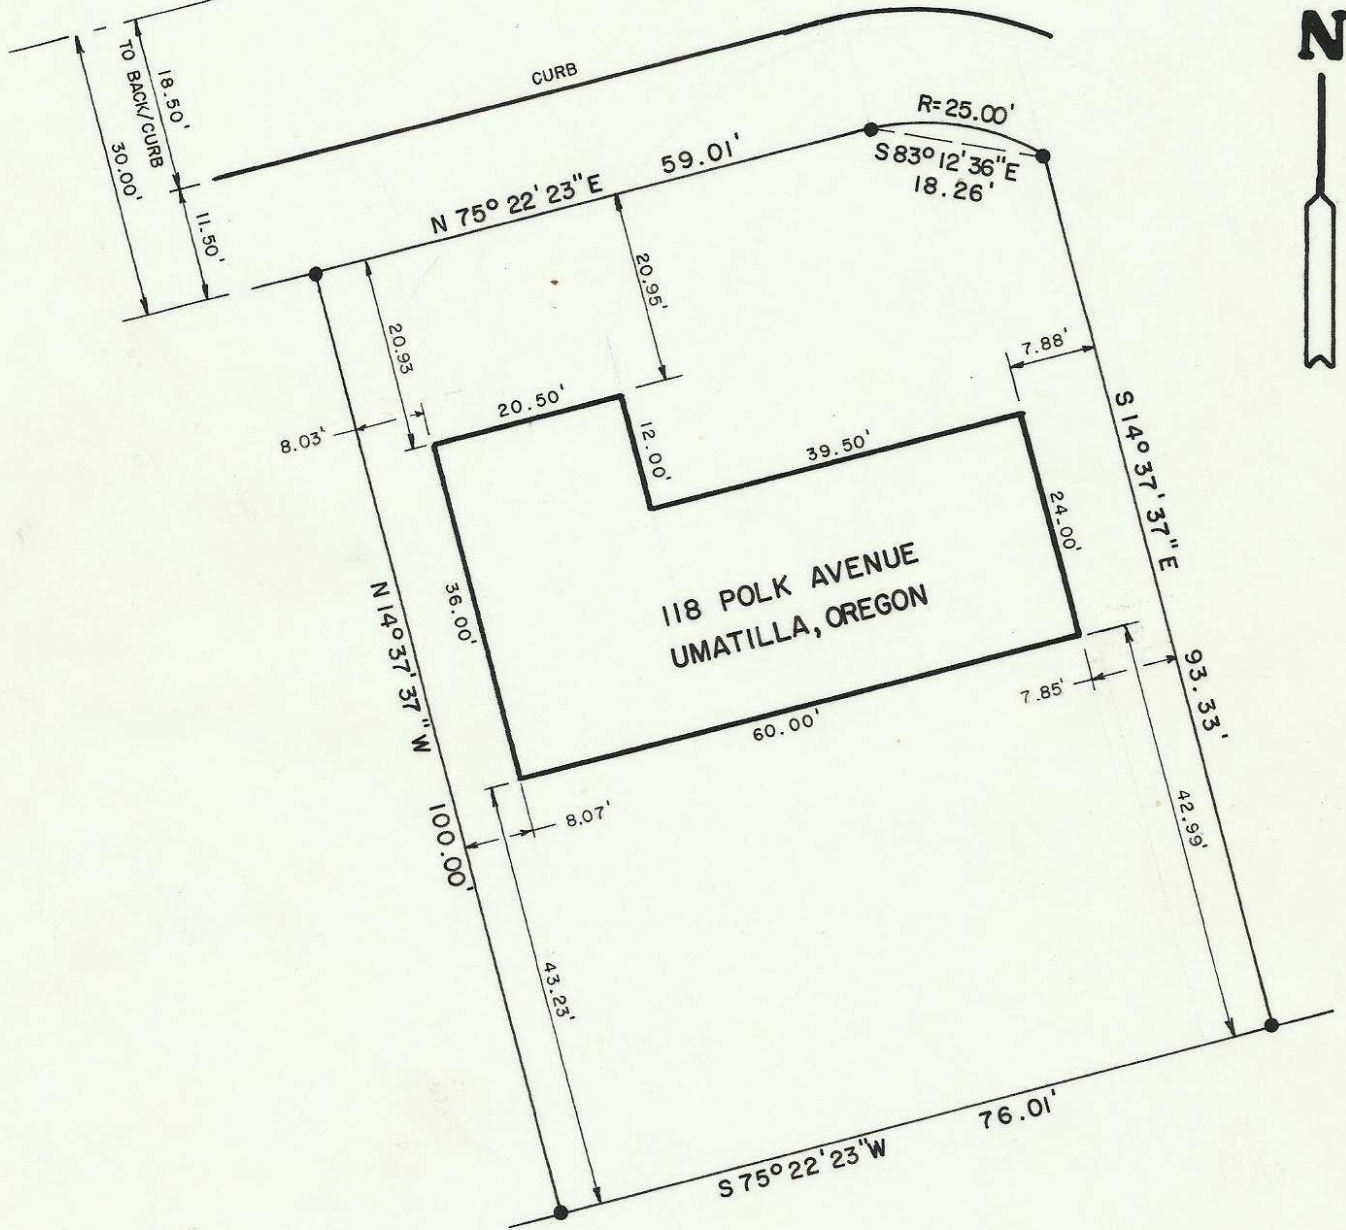 N
18.50'
TO BACK/CURB
30.00'
11.50'
CURB
R=25.00'
S 83° 12' 36" E
18.26'
N 75° 22' 23" E 59.01'
20.93
20.95'
8.03'
20.50'
12.00'
39.50'
7.88'
S 14° 37' 37" E 93.33'
24.00'
36.00'
118 POLK AVENUE
UMATILLA, OREGON
N 14° 37' 37" W 100.00'
60.00'
7.85'
8.07'
42.99'
43.23'
S 75° 22' 23" W 76.01'